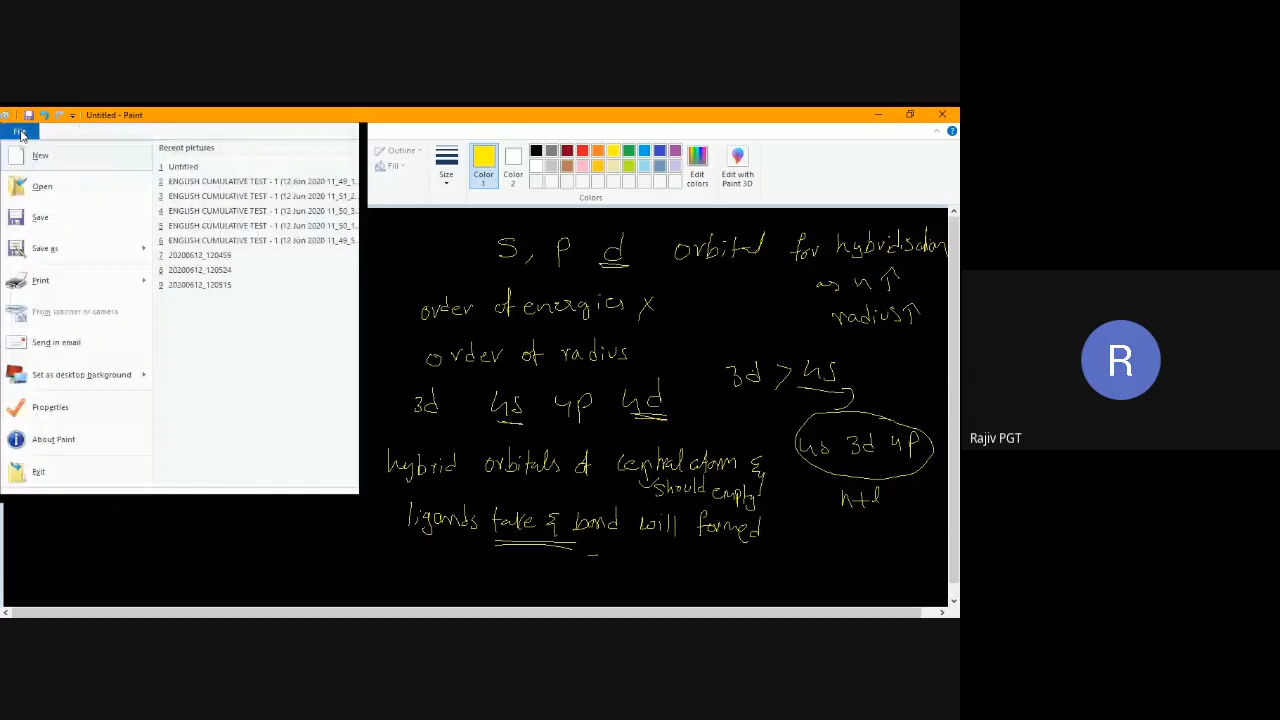 Untitled - Paint
File
New
Open
Save
Save as
Print
From scanner or camera
Send in email
Set as desktop background
Properties
About Paint
Exit
Recent pictures
1 Untitled
2 ENGLISH CUMULATIVE TEST - 1 (12 Jun 2020 11_49_1...
3 ENGLISH CUMULATIVE TEST - 1 (12 Jun 2020 11_51_2...
4 ENGLISH CUMULATIVE TEST - 1 (12 Jun 2020 11_50_3...
5 ENGLISH CUMULATIVE TEST - 1 (12 Jun 2020 11_50_1...
6 ENGLISH CUMULATIVE TEST - 1 (12 Jun 2020 11_49_5...
7 20200612_120459
8 20200612_120524
9 20200612_120515
Outline
Fill
Size
Color 1
Color 2
Edit colors
Edit with Paint 3D
Colors
S, P d orbital for hybridisation
as n ↑
radius ↑
order of energies X
order of radius
3d > 4s
3d 4s 4p 4d
4s 3d 4p
n+l
hybrid orbitals of central atom &
should empty
ligands take & bond will formed
R
Rajiv PGT